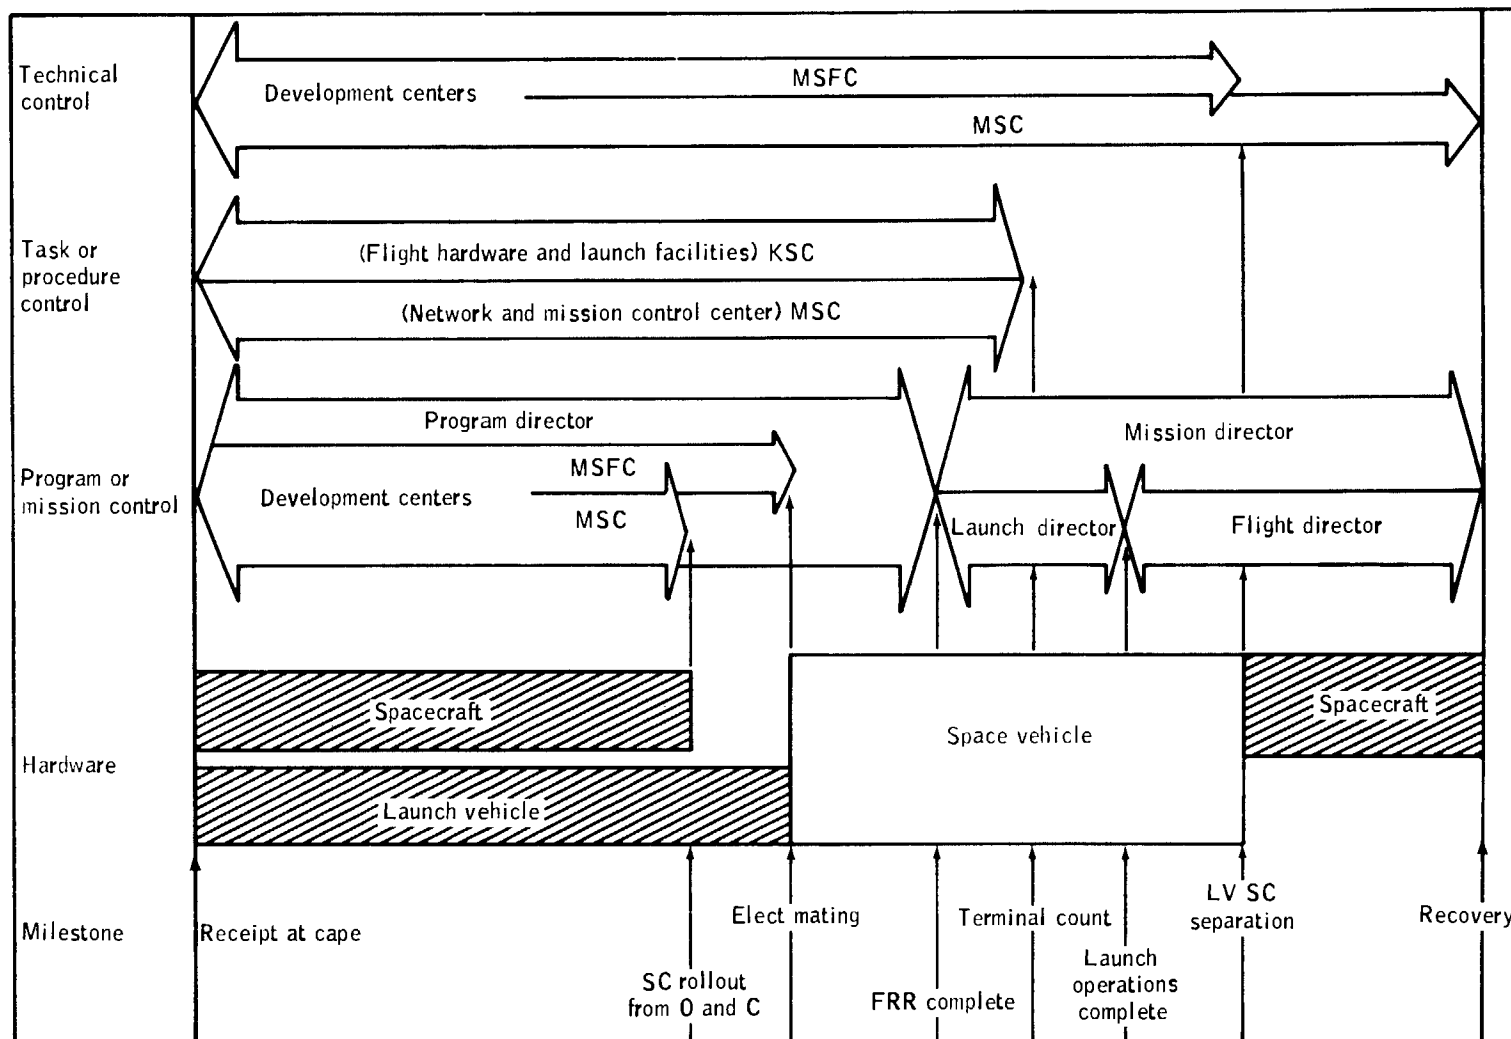 Technical
control
Development centers
MSFC
MSC
Task or
procedure
control
(Flight hardware and launch facilities) KSC
(Network and mission control center) MSC
Program or
mission control
Program director
MSFC
Development centers
MSC
Mission director
Launch director
Flight director
Hardware
Spacecraft
Launch vehicle
Space vehicle
Spacecraft
Milestone
Receipt at cape
SC rollout
from O and C
Elect mating
FRR complete
Terminal count
Launch
operations
complete
LV SC
separation
Recovery